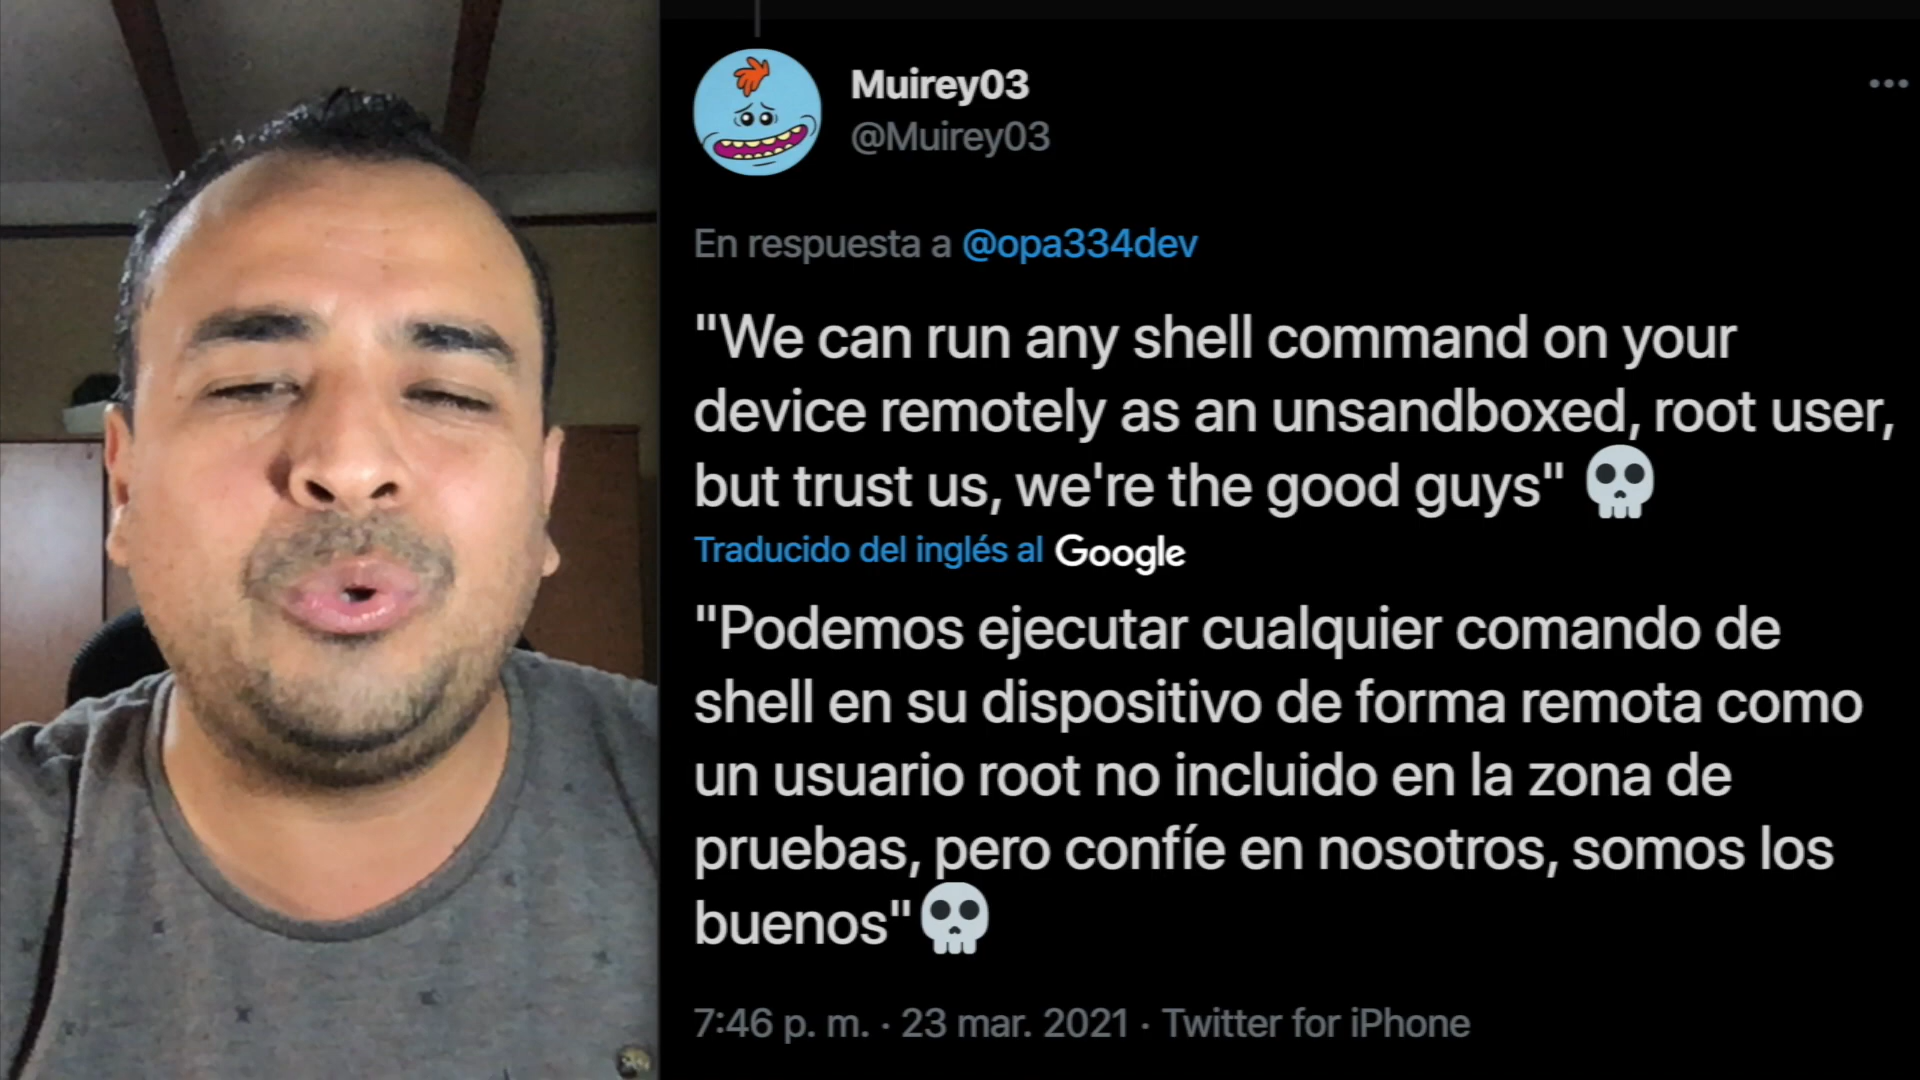 Muirey03
@Muirey03
En respuesta a @opa334dev
"We can run any shell command on your
device remotely as an unsandboxed, root user,
but trust us, we're the good guys" 💀
Traducido del inglés al Google
"Podemos ejecutar cualquier comando de
shell en su dispositivo de forma remota como
un usuario root no incluido en la zona de
pruebas, pero confíe en nosotros, somos los
buenos"💀
7:46 p. m. · 23 mar. 2021 · Twitter for iPhone